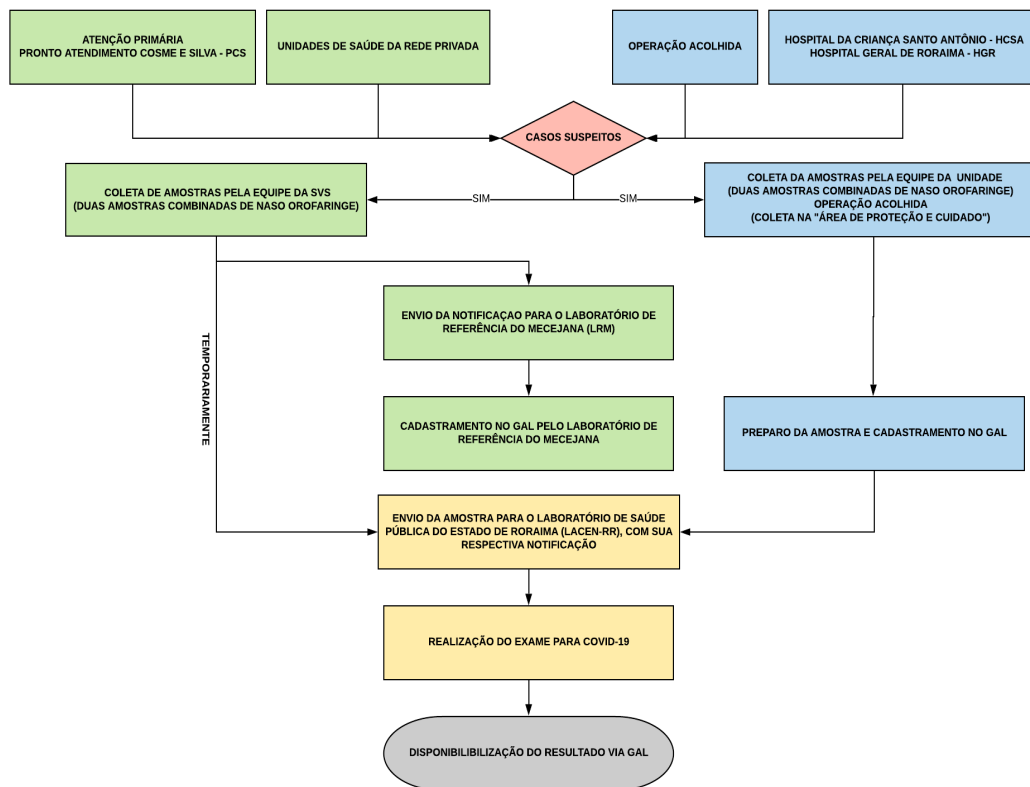 ATENÇÃO PRIMÁRIA
PRONTO ATENDIMENTO COSME E SILVA - PCS
UNIDADES DE SAÚDE DA REDE PRIVADA
OPERAÇÃO ACOLHIDA
HOSPITAL DA CRIANÇA SANTO ANTÔNIO - HCSA
HOSPITAL GERAL DE RORAIMA - HGR
CASOS SUSPEITOS
COLETA DE AMOSTRAS PELA EQUIPE DA SVS
(DUAS AMOSTRAS COMBINADAS DE NASO OROFARINGE)
SIM
SIM
COLETA DA AMOSTRAS PELA EQUIPE DA UNIDADE
(DUAS AMOSTRAS COMBINADAS DE NASO OROFARINGE)
OPERAÇÃO ACOLHIDA
(COLETA NA "ÁREA DE PROTEÇÃO E CUIDADO")
ENVIO DA NOTIFICAÇAO PARA O LABORATÓRIO DE
REFERÊNCIA DO MECEJANA (LRM)
TEMPORARIAMENTE
CADASTRAMENTO NO GAL PELO LABORATÓRIO DE
REFERÊNCIA DO MECEJANA
PREPARO DA AMOSTRA E CADASTRAMENTO NO GAL
ENVIO DA AMOSTRA PARA O LABORATÓRIO DE SAÚDE
PÚBLICA DO ESTADO DE RORAIMA (LACEN-RR), COM SUA
RESPECTIVA NOTIFICAÇÃO
REALIZAÇÃO DO EXAME PARA COVID-19
DISPONIBILIBILIZAÇÃO DO RESULTADO VIA GAL